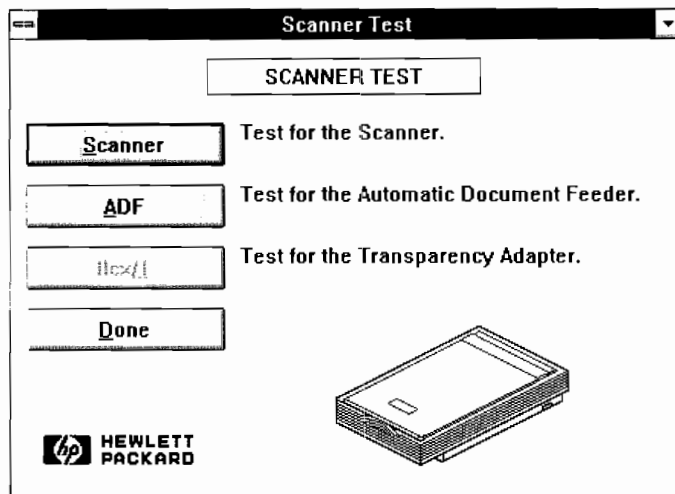 Scanner Test
SCANNER TEST
Scanner
Test for the Scanner.
ADF
Test for the Automatic Document Feeder.
Test for the Transparency Adapter.
Done
hp HEWLETT
PACKARD